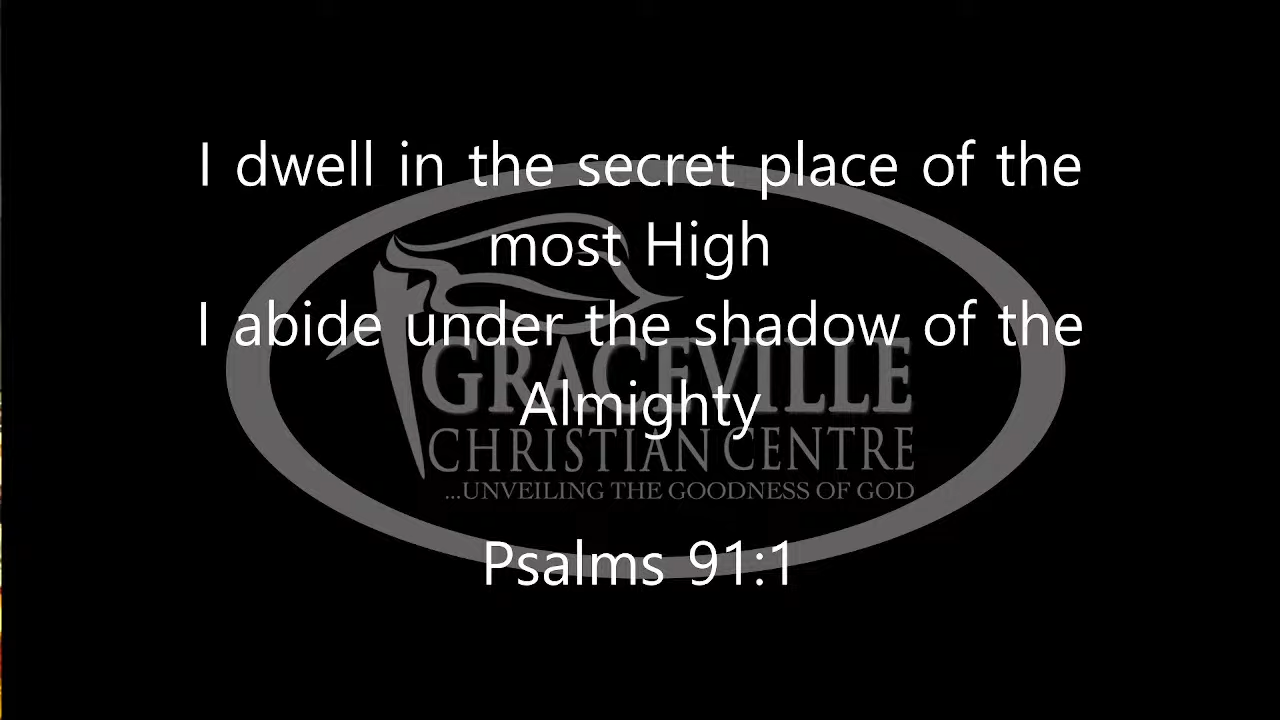 I dwell in the secret place of the
most High
I abide under the shadow of the
GRACEVILLE
Almighty
CHRISTIAN CENTRE
...UNVEILING THE GOODNESS OF GOD
Psalms 91:1